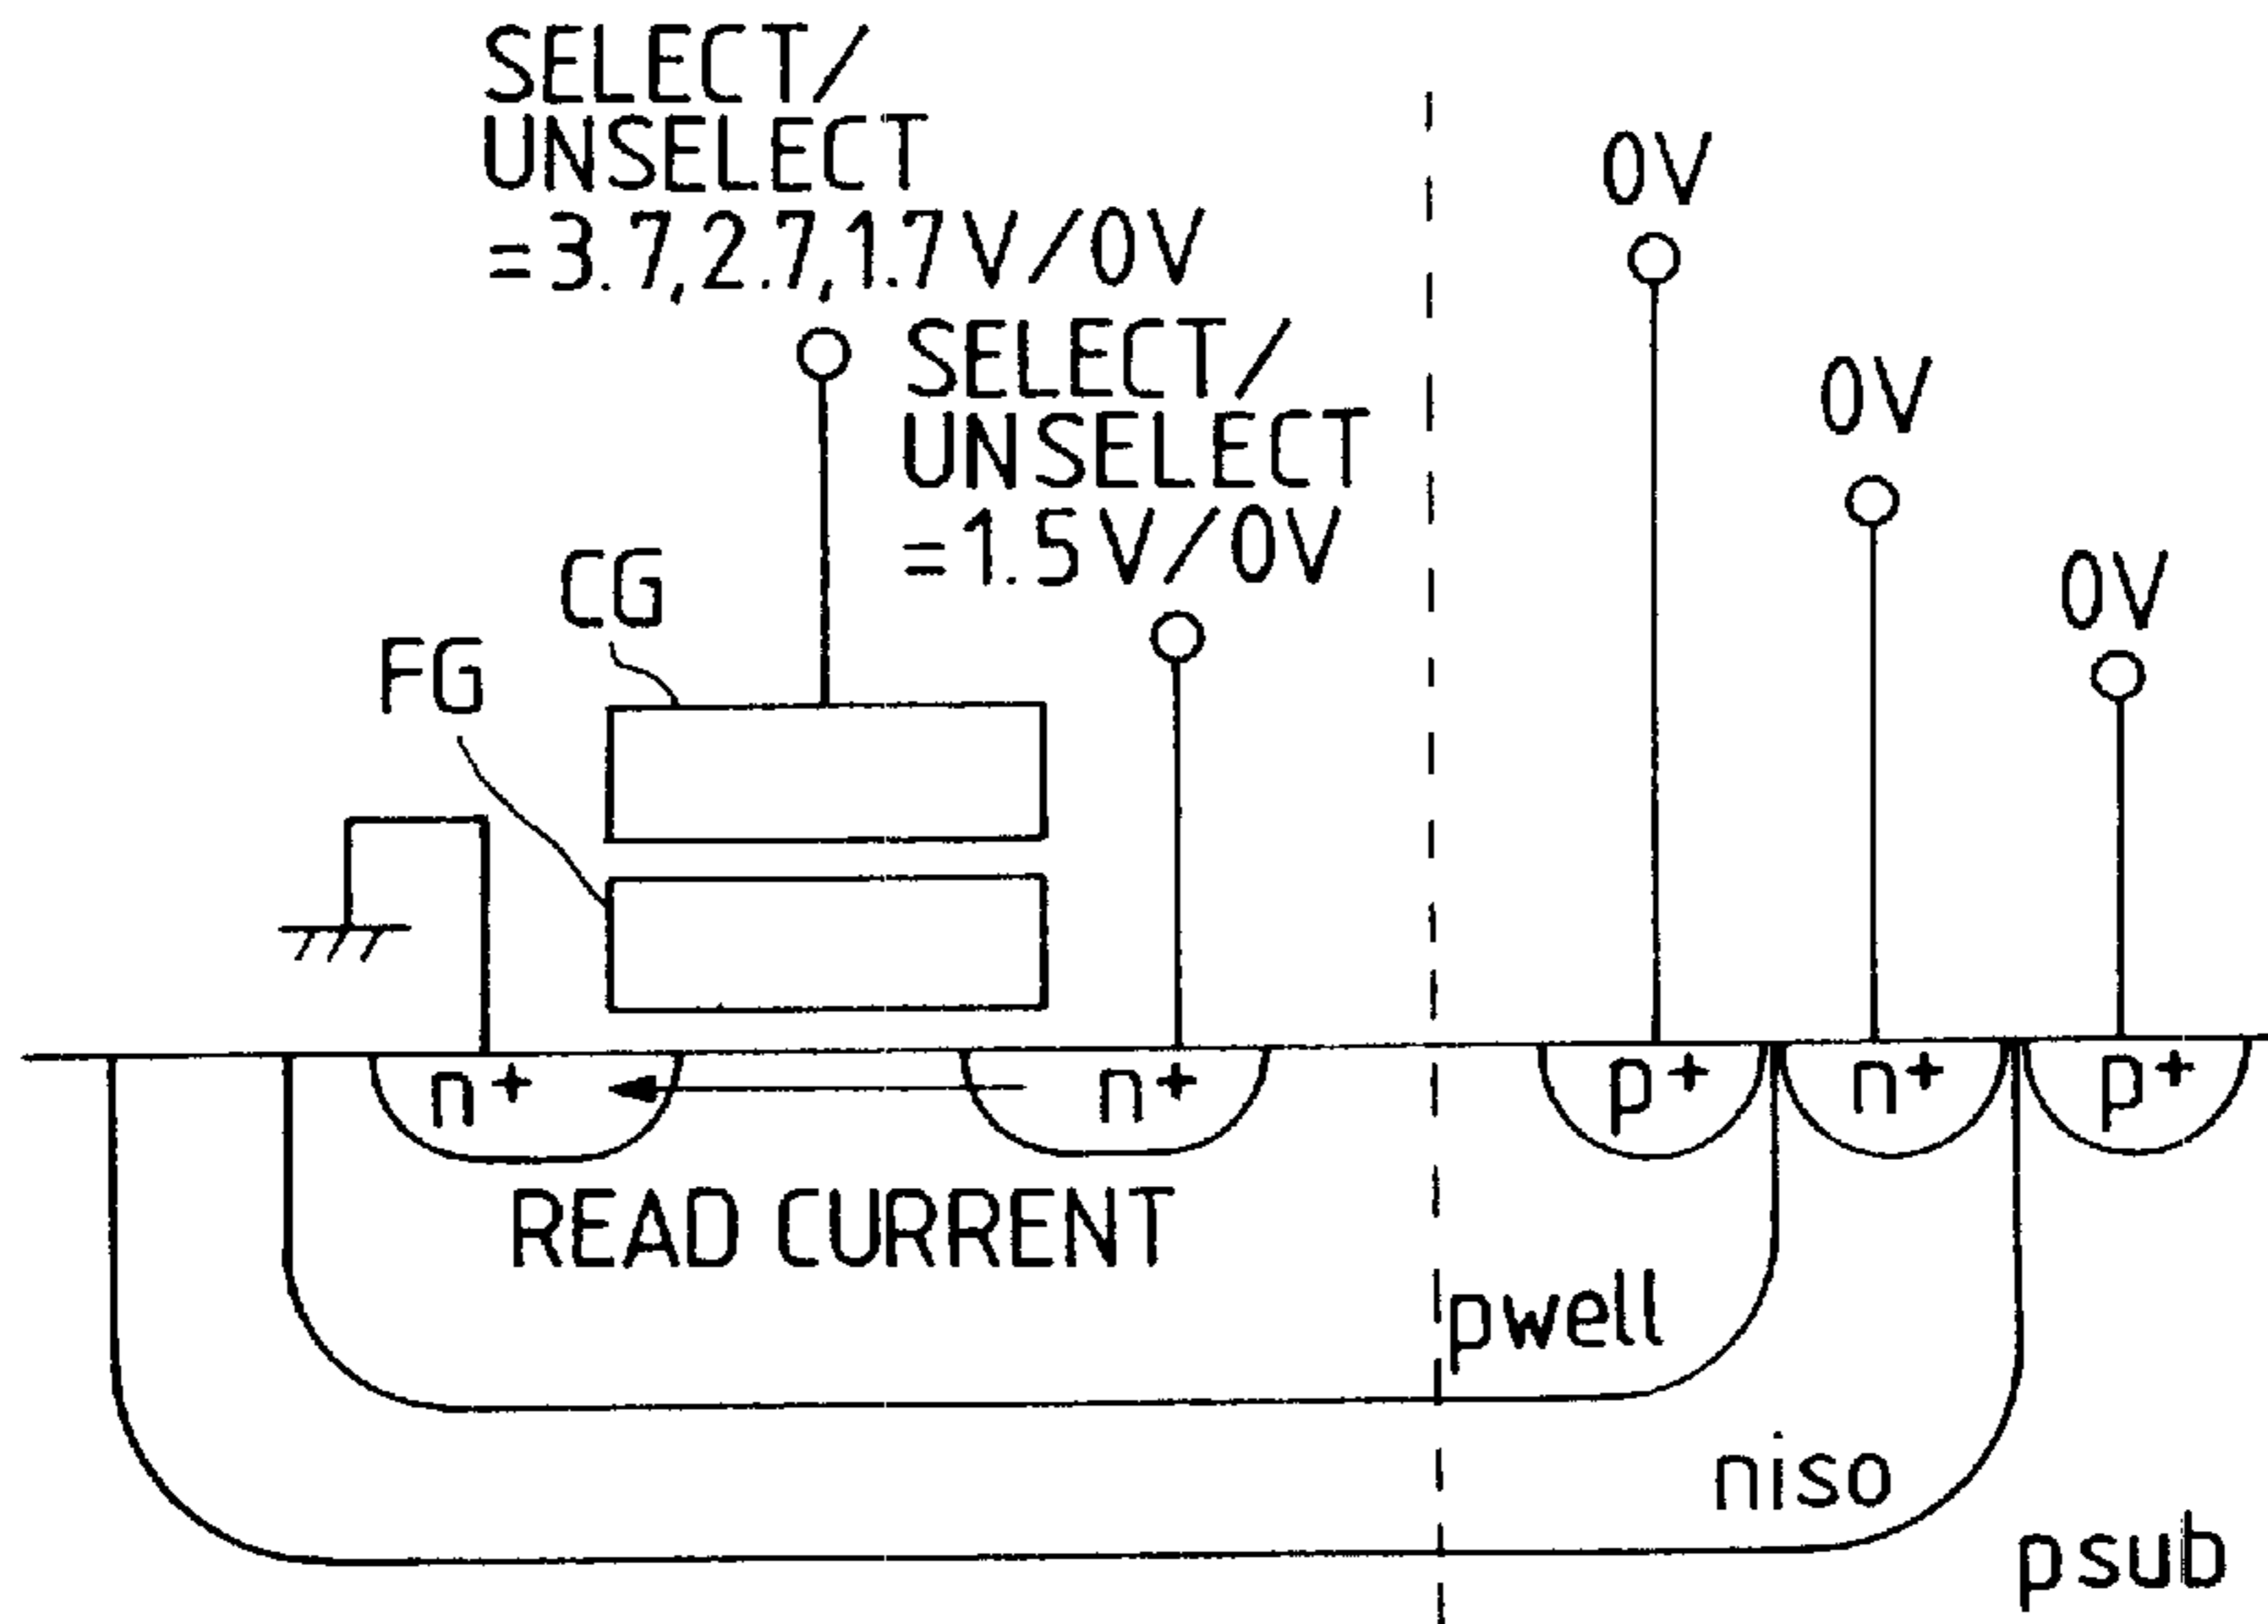 SELECT/
UNSELECT
=3.7,2.7,1.7V/0V
SELECT/
UNSELECT
=1.5V/0V
0V
0V
0V
CG
FG
n+
n+
p+
n+
p+
READ CURRENT
pwell
niso
psub